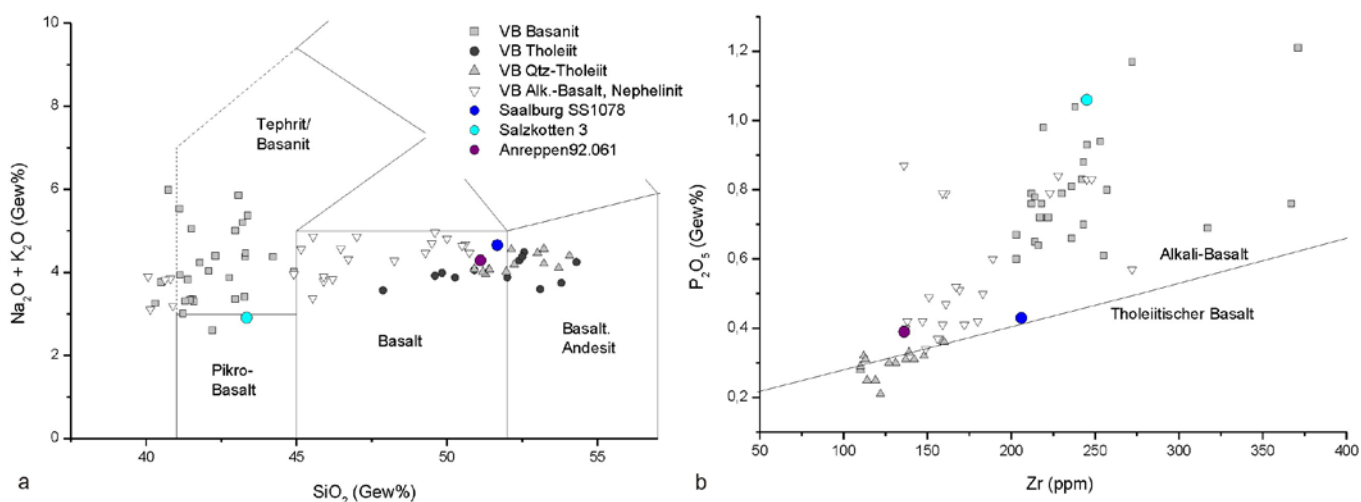 10
8
6
4
2
0
Na₂O + K₂O (Gew%)
Tephrit/
Basanit
VB Basanit
VB Tholeiit
VB Qtz-Tholeiit
VB Alk.-Basalt, Nephelinit
Saalburg SS1078
Salzkotten 3
Anreppen92.061
Pikro-
Basalt
Basalt
Basalt.
Andesit
40
45
50
55
SiO₂ (Gew%)
a
1,2
1,0
0,8
0,6
0,4
0,2
P₂O₅ (Gew%)
Alkali-Basalt
Tholeiitischer Basalt
50
100
150
200
250
300
350
400
Zr (ppm)
b